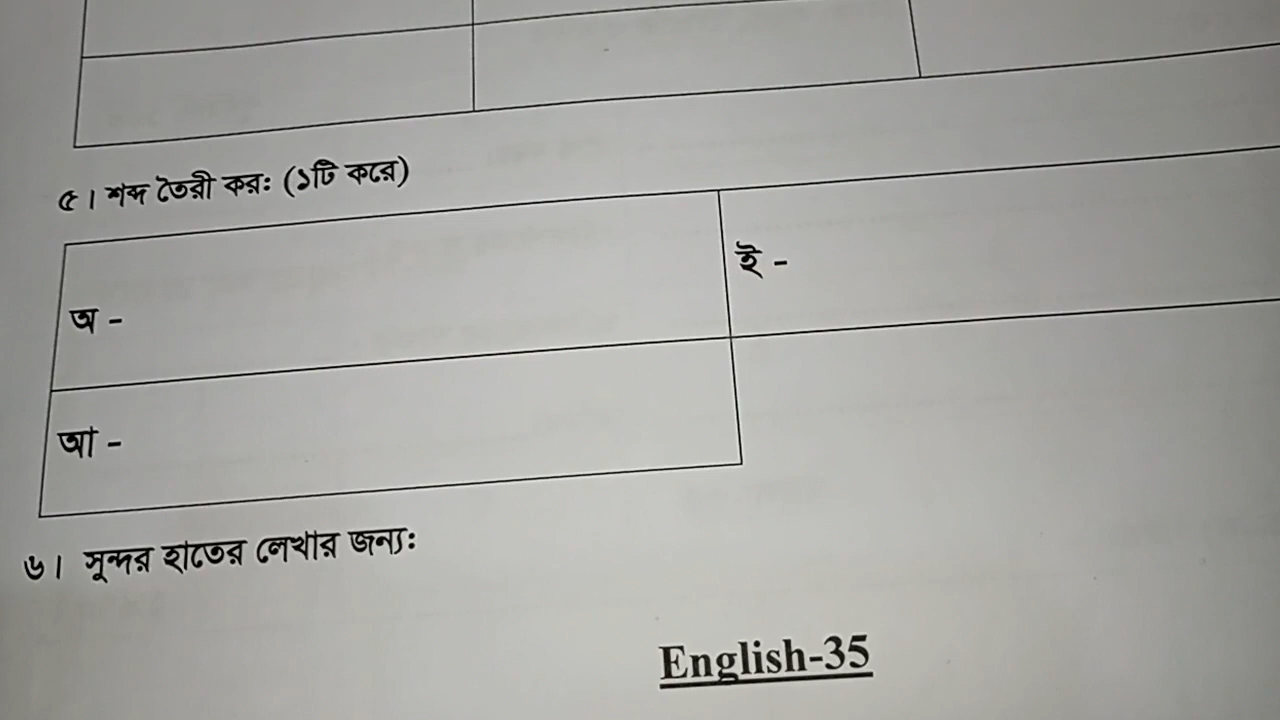 ৫। শব্দ তৈরী করঃ (১টি করে)
অ -
ই -
আ -
৬। সুন্দর হাতের লেখার জন্যঃ
English-35